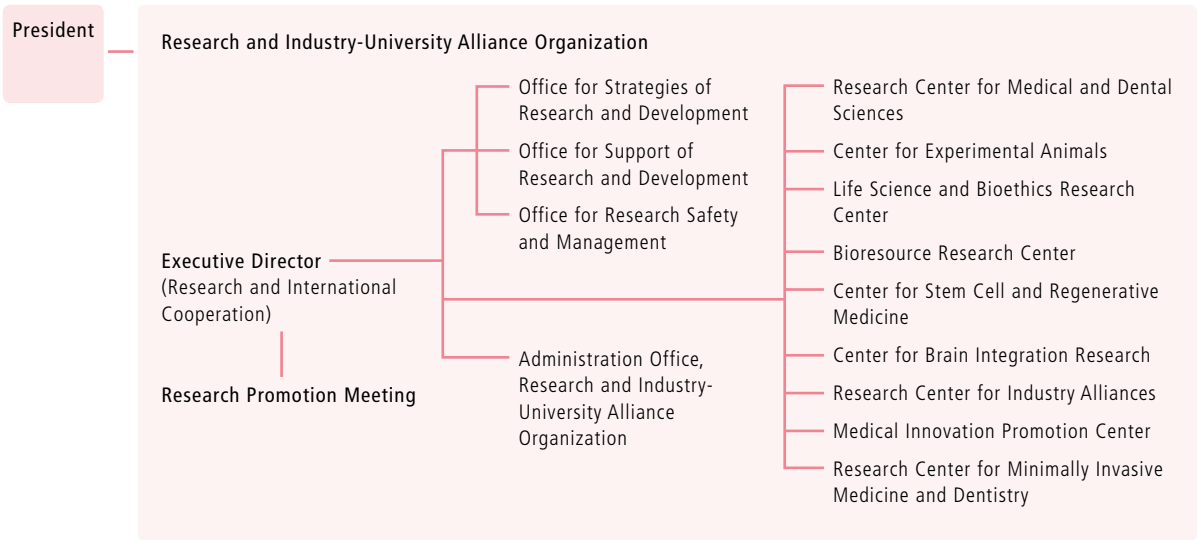 President
Research and Industry-University Alliance Organization
Executive Director
(Research and International
Cooperation)
Research Promotion Meeting
Office for Strategies of
Research and Development
Office for Support of
Research and Development
Office for Research Safety
and Management
Administration Office,
Research and Industry-
University Alliance
Organization
Research Center for Medical and Dental
Sciences
Center for Experimental Animals
Life Science and Bioethics Research
Center
Bioresource Research Center
Center for Stem Cell and Regenerative
Medicine
Center for Brain Integration Research
Research Center for Industry Alliances
Medical Innovation Promotion Center
Research Center for Minimally Invasive
Medicine and Dentistry